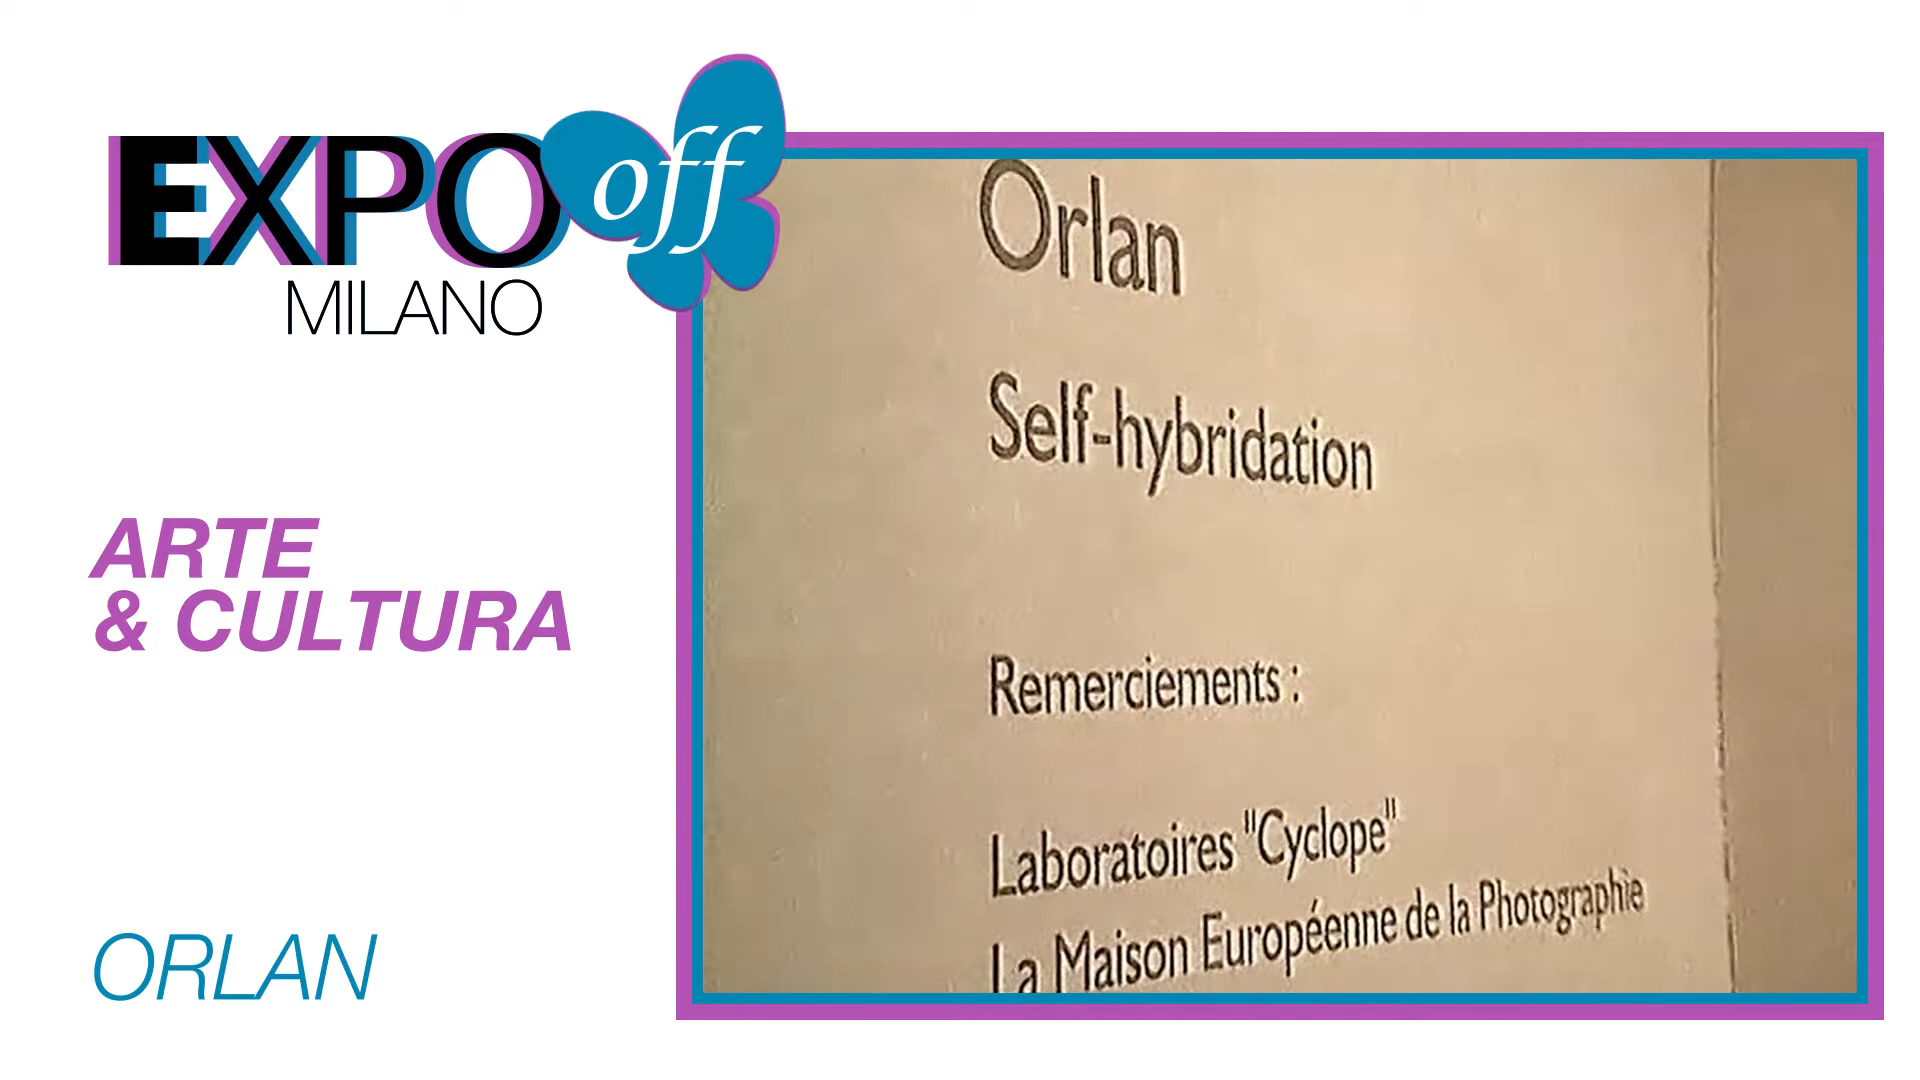 EXPO off
MILANO
ARTE
& CULTURA
ORLAN
Orlan
Self-hybridation
Remerciements :
Laboratoires "Cyclope"
La Maison Européenne de la Photographie